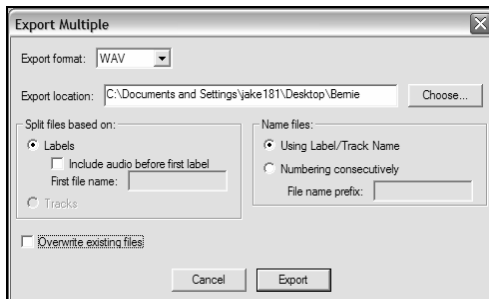 Export Multiple
Export format: WAV
Export location: C:\Documents and Settings\jake181\Desktop\Bernie Choose...
Split files based on:
Labels
Include audio before first label
First file name:
Tracks
Name files:
Using Label/Track Name
Numbering consecutively
File name prefix:
Overwrite existing files
Cancel Export